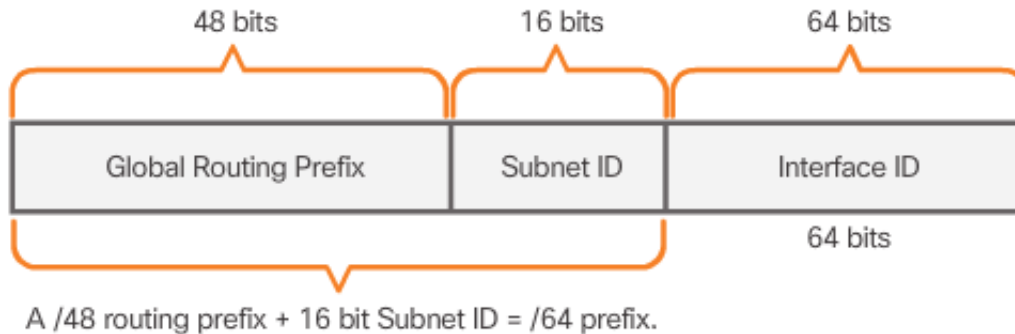 48 bits 16 bits 64 bits
Global Routing Prefix Subnet ID Interface ID
64 bits
A /48 routing prefix + 16 bit Subnet ID = /64 prefix.